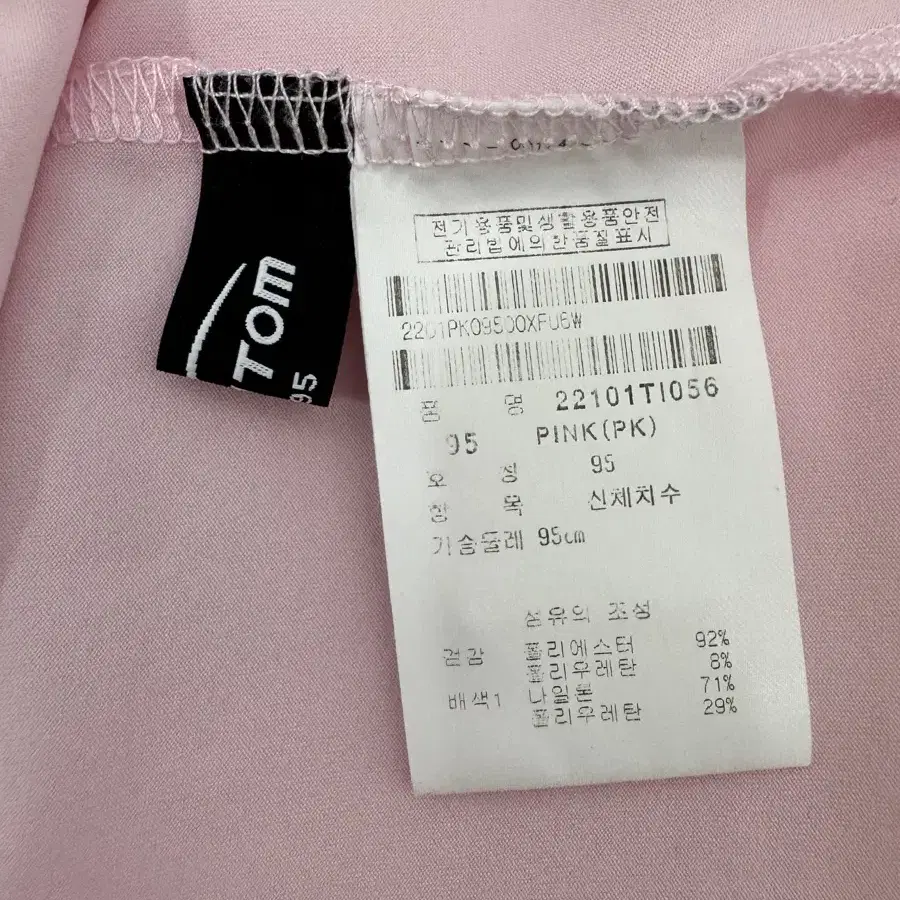 TOM
95
전기용품및생활용품안전
관리법에의한품질표시
2201PK09500XFU6W
품 명 22101TI056
95 PINK(PK)
호 칭 95
항 목 신체치수
가슴둘레 95cm
섬유의 조성
겉감 폴리에스터 92%
폴리우레탄 8%
배색1 나일론 71%
폴리우레탄 29%